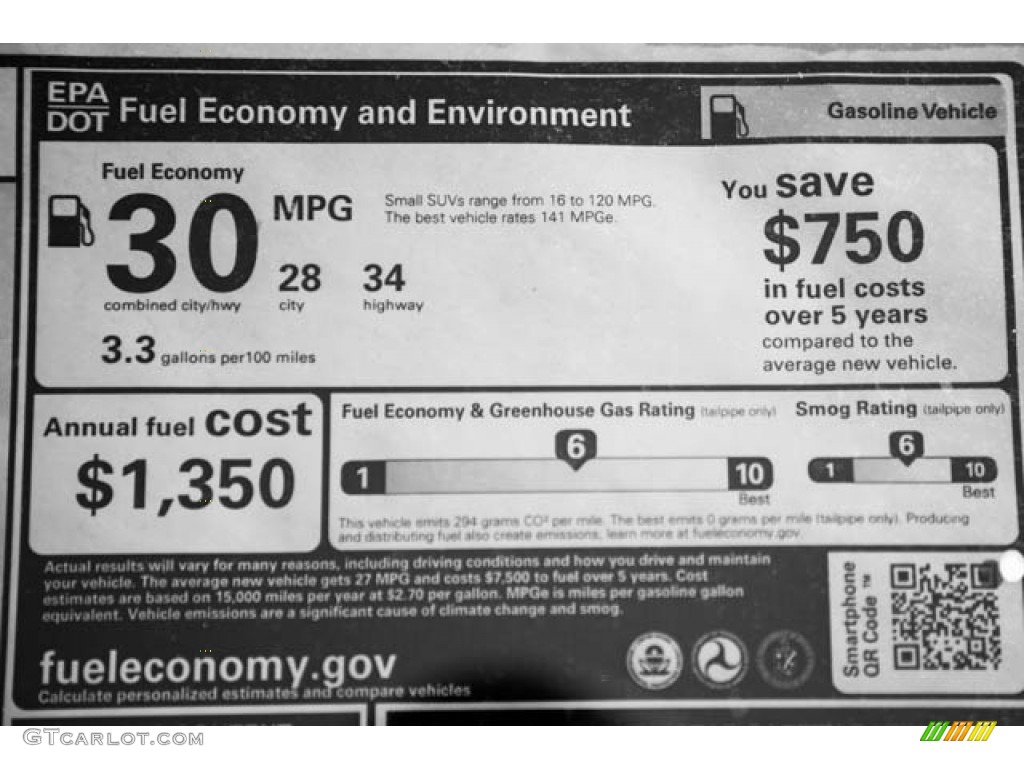 EPA
DOT
Fuel Economy and Environment
Gasoline Vehicle
Fuel Economy
30
MPG
combined city/hwy
28
city
34
highway
3.3 gallons per100 miles
Small SUVs range from 16 to 120 MPG.
The best vehicle rates 141 MPGe.
You save
$750
in fuel costs
over 5 years
compared to the
average new vehicle.
Annual fuel cost
$1,350
Fuel Economy & Greenhouse Gas Rating (tailpipe only)
6
1
10
Best
Smog Rating (tailpipe only)
6
1
10
Best
This vehicle emits 294 grams CO² per mile. The best emits 0 grams per mile (tailpipe only). Producing
and distributing fuel also create emissions, learn more at fueleconomy.gov.
Actual results will vary for many reasons, including driving conditions and how you drive and maintain
your vehicle. The average new vehicle gets 27 MPG and costs $7,500 to fuel over 5 years. Cost
estimates are based on 15,000 miles per year at $2.70 per gallon. MPGe is miles per gasoline gallon
equivalent. Vehicle emissions are a significant cause of climate change and smog.
fueleconomy.gov
Calculate personalized estimates and compare vehicles
Smartphone
QR Code ™
GTCARLOT.COM